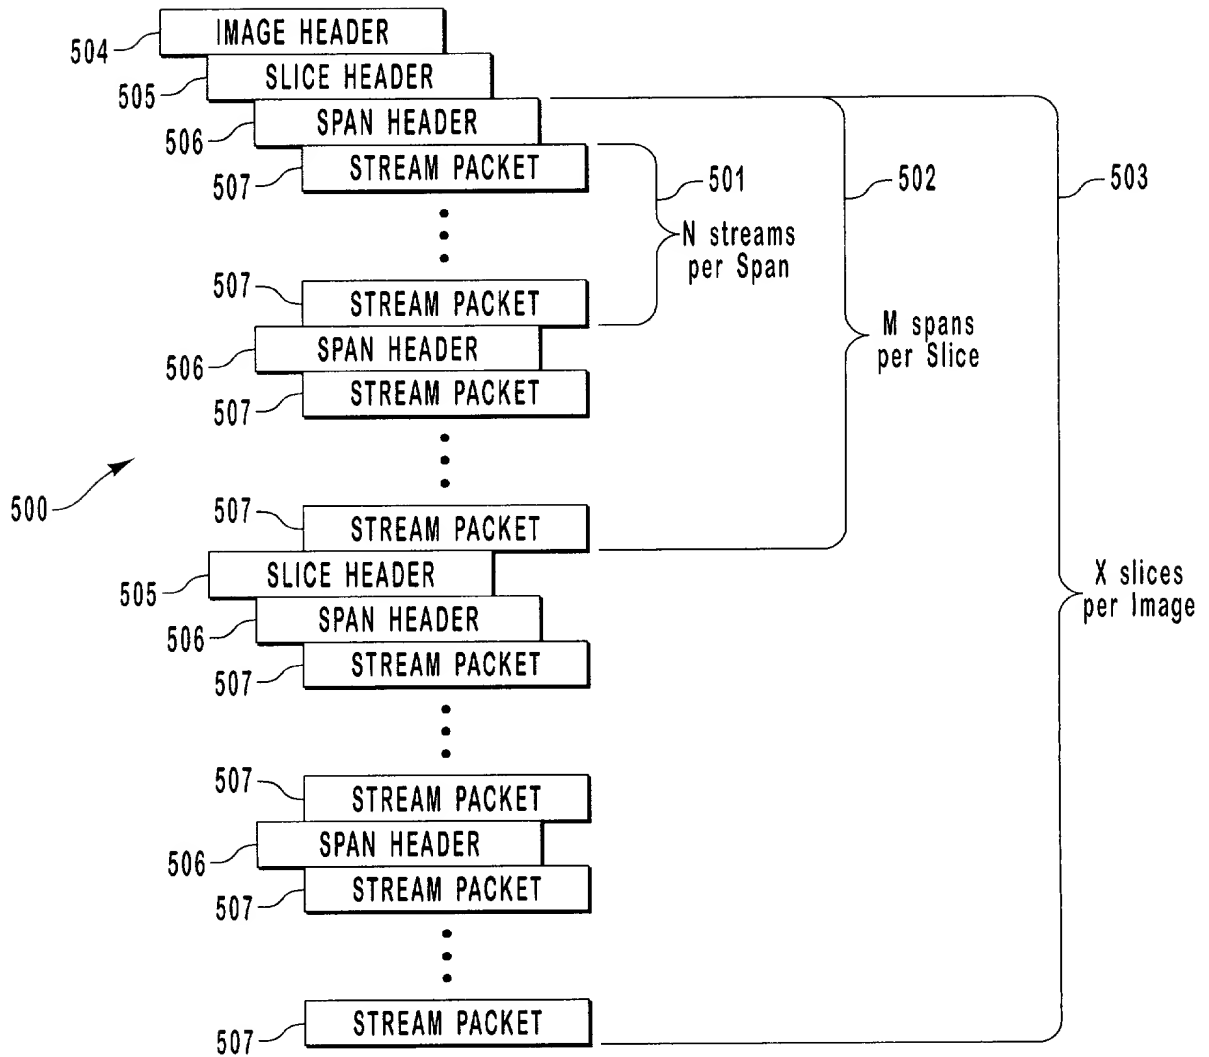 504 IMAGE HEADER
505 SLICE HEADER
506 SPAN HEADER
507 STREAM PACKET
501
N streams
per Span
502
503
507 STREAM PACKET
506 SPAN HEADER
M spans
per Slice
507 STREAM PACKET
500
507 STREAM PACKET
505 SLICE HEADER
X slices
per Image
506 SPAN HEADER
507 STREAM PACKET
507 STREAM PACKET
506 SPAN HEADER
507 STREAM PACKET
507 STREAM PACKET